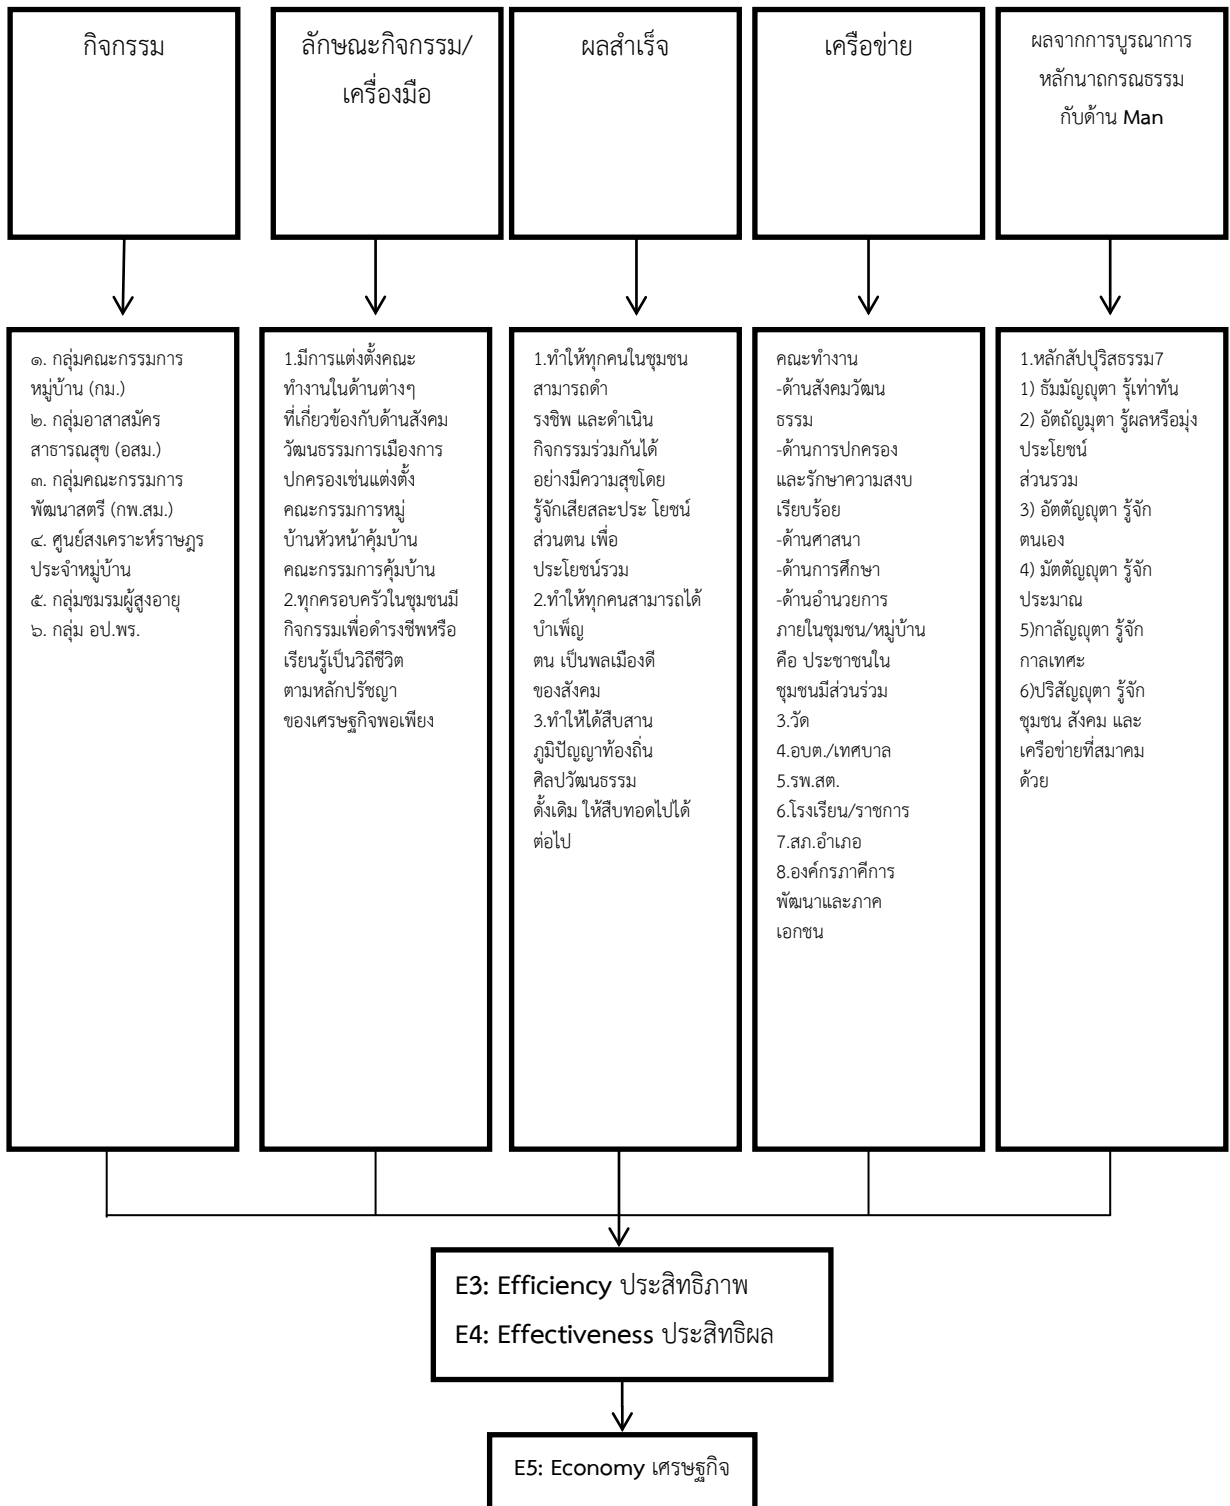 กิจกรรม
ลักษณะกิจกรรม/
เครื่องมือ
ผลสำเร็จ
เครือข่าย
ผลจากการบูรณาการ
หลักนาถกรณธรรม
กับด้าน Man
๑. กลุ่มคณะกรรมการ
หมู่บ้าน (กม.)
๒. กลุ่มอาสาสมัคร
สาธารณสุข (อสม.)
๓. กลุ่มคณะกรรมการ
พัฒนาสตรี (กพ.สม.)
๔. ศูนย์สงเคราะห์ราษฎร
ประจำหมู่บ้าน
๕. กลุ่มชมรมผู้สูงอายุ
๖. กลุ่ม อป.พร.
1.มีการแต่งตั้งคณะ
ทำงานในด้านต่างๆ
ที่เกี่ยวข้องกับด้านสังคม
วัฒนธรรมการเมืองการ
ปกครองเช่นแต่งตั้ง
คณะกรรมการหมู่
บ้านหัวหน้าคุ้มบ้าน
คณะกรรมการคุ้มบ้าน
2.ทุกครอบครัวในชุมชนมี
กิจกรรมเพื่อดำรงชีพหรือ
เรียนรู้เป็นวิถีชีวิต
ตามหลักปรัชญา
ของเศรษฐกิจพอเพียง
1.ทำให้ทุกคนในชุมชน
สามารถดำ
รงชิพ และดำเนิน
กิจกรรมร่วมกันได้
อย่างมีความสุขโดย
รู้จักเสียสละประ โยชน์
ส่วนตน เพื่อ
ประโยชน์รวม
2.ทำให้ทุกคนสามารถได้
บำเพ็ญ
ตน เป็นพลเมืองดี
ของสังคม
3.ทำให้ได้สืบสาน
ภูมิปัญญาท้องถิ่น
ศิลปวัฒนธรรม
ดั้งเดิม ให้สืบทอดไปได้
ต่อไป
คณะทำงาน
-ด้านสังคมวัฒน
ธรรม
-ด้านการปกครอง
และรักษาความสงบ
เรียบร้อย
-ด้านศาสนา
-ด้านการศึกษา
-ด้านอำนวยการ
ภายในชุมชน/หมู่บ้าน
คือ ประชาชนใน
ชุมชนมีส่วนร่วม
3.วัด
4.อบต./เทศบาล
5.รพ.สต.
6.โรงเรียน/ราชการ
7.สภ.อำเภอ
8.องค์กรภาคีการ
พัฒนาและภาค
เอกชน
1.หลักสัปปุริสธรรม7
1) ธัมมัญญุตา รู้เท่าทัน
2) อัตถัญมุตา รู้ผลหรือมุ่ง
ประโยชน์
ส่วนรวม
3) อัตตัญญุตา รู้จัก
ตนเอง
4) มัตตัญญุตา รู้จัก
ประมาณ
5)กาลัญญุตา รู้จัก
กาลเทศะ
6)ปริสัญญุตา รู้จัก
ชุมชน สังคม และ
เครือข่ายที่สมาคม
ด้วย
E3: Efficiency ประสิทธิภาพ
E4: Effectiveness ประสิทธิผล
E5: Economy เศรษฐกิจ